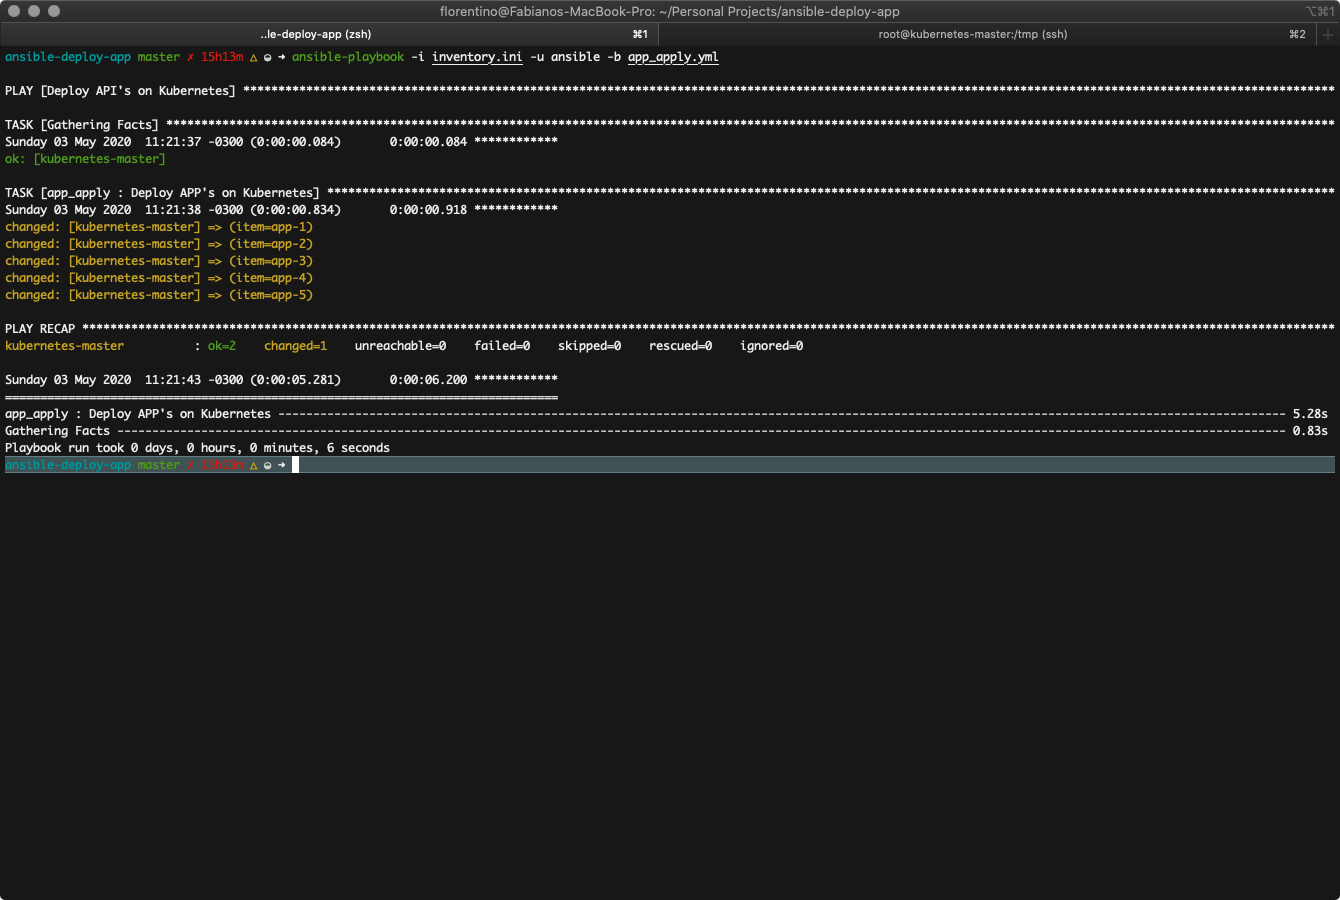 florentino@Fabianos-MacBook-Pro: ~/Personal Projects/ansible-deploy-app ⌥⌘1
..le-deploy-app (zsh) ⌘1 root@kubernetes-master:/tmp (ssh) ⌘2 +
ansible-deploy-app master ✗ 15h13m △ ◒ ➜ ansible-playbook -i inventory.ini -u ansible -b app_apply.yml
PLAY [Deploy API's on Kubernetes] ****************************************************************************************************************************************************************
TASK [Gathering Facts] ****************************************************************************************************************************************************************
Sunday 03 May 2020  11:21:37 -0300 (0:00:00.084)       0:00:00.084 ************
ok: [kubernetes-master]
TASK [app_apply : Deploy APP's on Kubernetes] ************************************************************************************************************************************************
Sunday 03 May 2020  11:21:38 -0300 (0:00:00.834)       0:00:00.918 ************
changed: [kubernetes-master] => (item=app-1)
changed: [kubernetes-master] => (item=app-2)
changed: [kubernetes-master] => (item=app-3)
changed: [kubernetes-master] => (item=app-4)
changed: [kubernetes-master] => (item=app-5)
PLAY RECAP ****************************************************************************************************************************************************************
kubernetes-master          : ok=2    changed=1    unreachable=0    failed=0    skipped=0    rescued=0    ignored=0
Sunday 03 May 2020  11:21:43 -0300 (0:00:05.281)       0:00:06.200 ************
===============================================================================
app_apply : Deploy APP's on Kubernetes ------------------------------------------------------------------------------------------------------------------------------------------------ 5.28s
Gathering Facts ------------------------------------------------------------------------------------------------------------------------------------------------ 0.83s
Playbook run took 0 days, 0 hours, 0 minutes, 6 seconds
ansible-deploy-app master ✗ 15h13m △ ◒ ➜